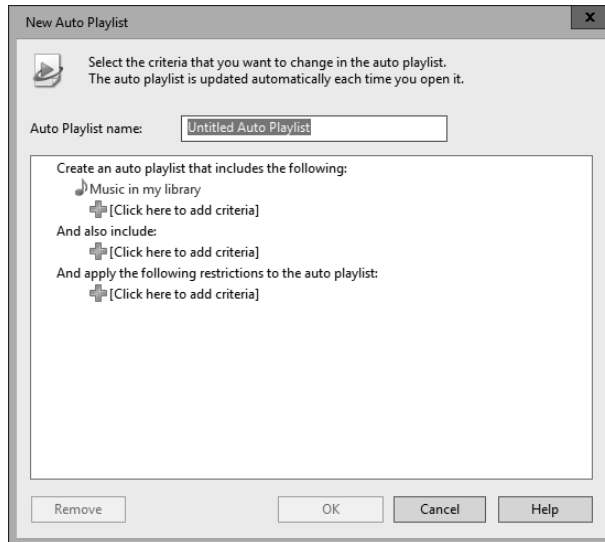 New Auto Playlist
x
Select the criteria that you want to change in the auto playlist.
The auto playlist is updated automatically each time you open it.
Auto Playlist name:
Untitled Auto Playlist
Create an auto playlist that includes the following:
Music in my library
[Click here to add criteria]
And also include:
[Click here to add criteria]
And apply the following restrictions to the auto playlist:
[Click here to add criteria]
Remove
OK
Cancel
Help